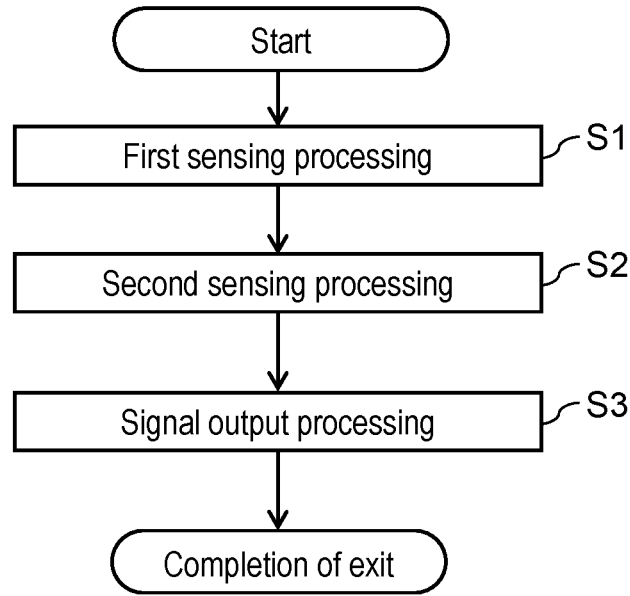 Start
First sensing processing
S1
Second sensing processing
S2
Signal output processing
S3
Completion of exit